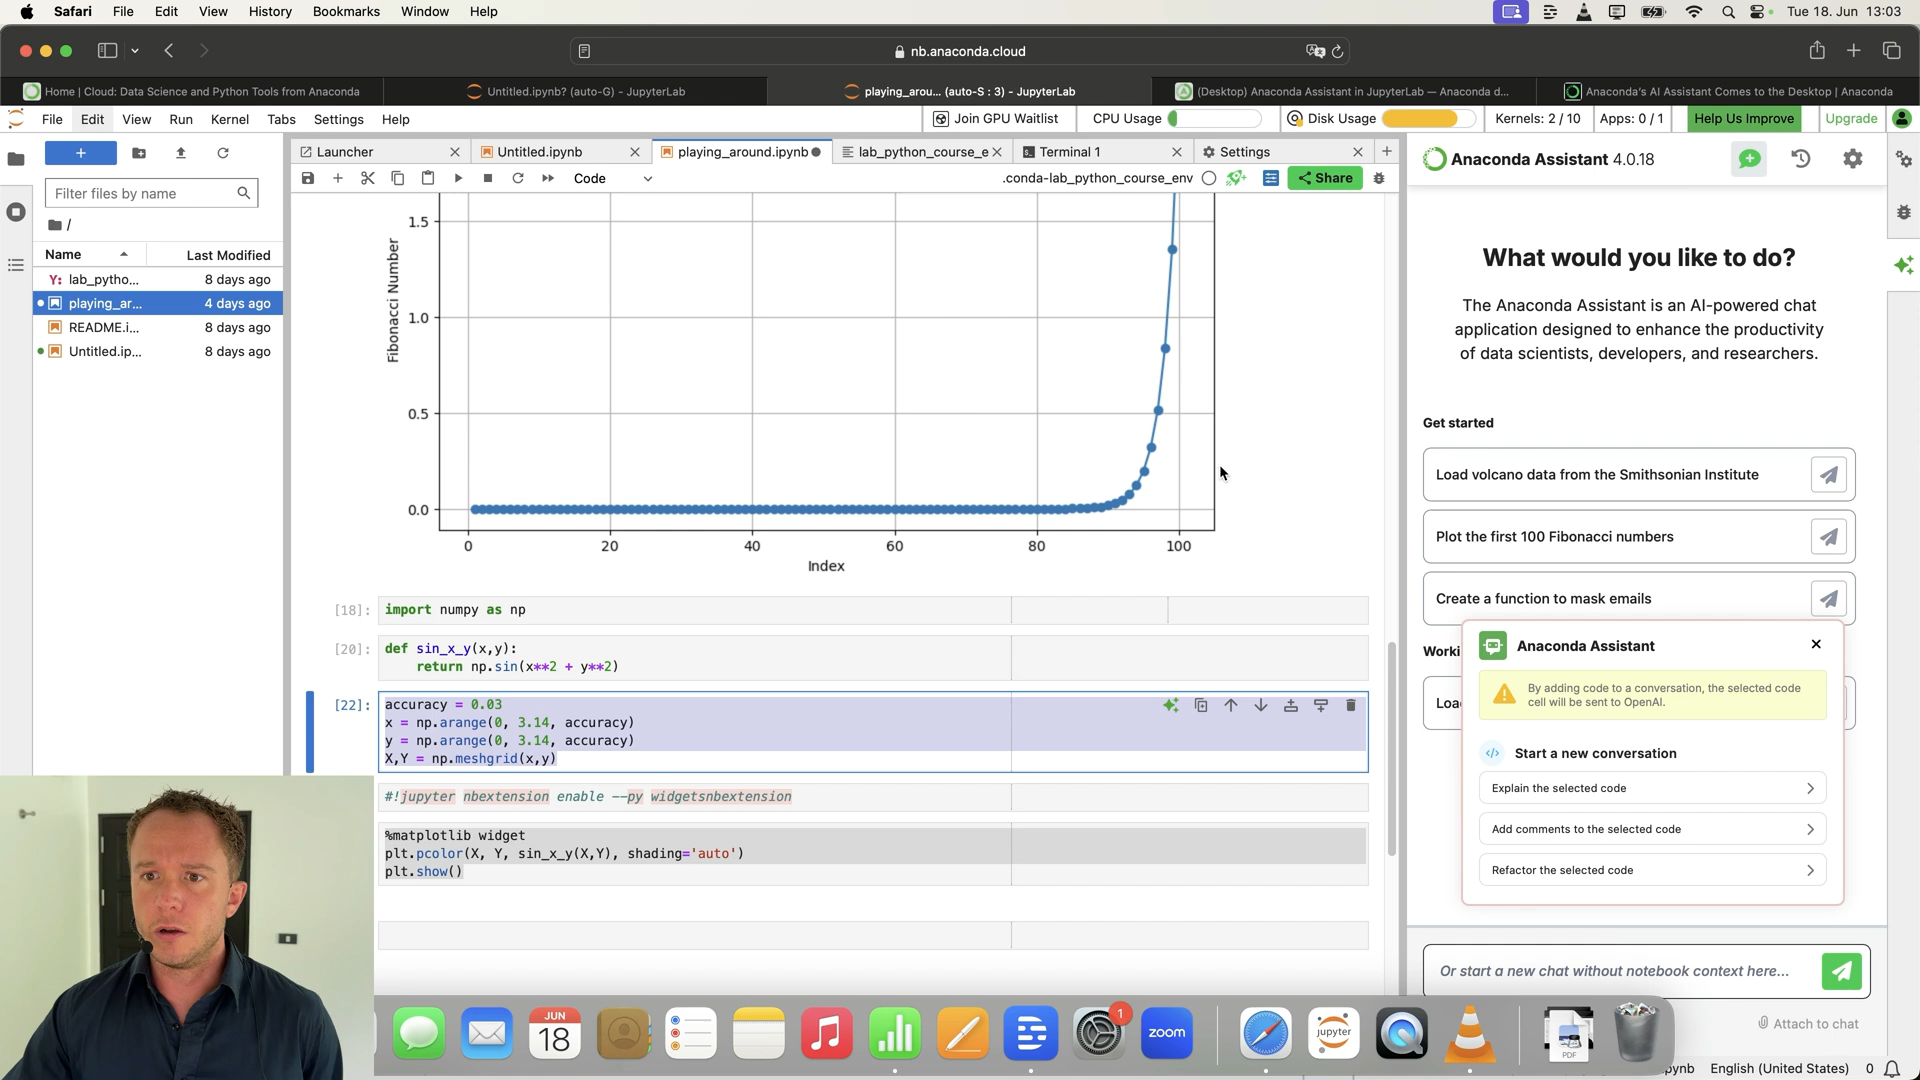 Safari File Edit View History Bookmarks Window Help
Tue 18. Jun 13:03
nb.anaconda.cloud
Home | Cloud: Data Science and Python Tools from Anaconda
Untitled.ipynb? (auto-G) - JupyterLab
playing_arou... (auto-S : 3) - JupyterLab
(Desktop) Anaconda Assistant in JupyterLab — Anaconda d...
Anaconda's AI Assistant Comes to the Desktop | Anaconda
File Edit View Run Kernel Tabs Settings Help
Join GPU Waitlist
CPU Usage
Disk Usage
Kernels: 2 / 10
Apps: 0 / 1
Help Us Improve
Upgrade
Launcher
Untitled.ipynb
playing_around.ipynb
lab_python_course_e
Terminal 1
Settings
Code
.conda-lab_python_course_env
Share
Filter files by name
/
Name Last Modified
Y: lab_pytho... 8 days ago
playing_ar... 4 days ago
README.i... 8 days ago
Untitled.ip... 8 days ago
1.5
1.0
0.5
0.0
Fibonacci Number
0 20 40 60 80 100
Index
[18]: import numpy as np
[20]: def sin_x_y(x,y):
return np.sin(x**2 + y**2)
[22]: accuracy = 0.03
x = np.arange(0, 3.14, accuracy)
y = np.arange(0, 3.14, accuracy)
X,Y = np.meshgrid(x,y)
#!jupyter nbextension enable --py widgetsnbextension
%matplotlib widget
plt.pcolor(X, Y, sin_x_y(X,Y), shading='auto')
plt.show()
Anaconda Assistant 4.0.18
What would you like to do?
The Anaconda Assistant is an AI-powered chat
application designed to enhance the productivity
of data scientists, developers, and researchers.
Get started
Load volcano data from the Smithsonian Institute
Plot the first 100 Fibonacci numbers
Create a function to mask emails
Worki
Loa
Anaconda Assistant
By adding code to a conversation, the selected code
cell will be sent to OpenAI.
Start a new conversation
Explain the selected code
Add comments to the selected code
Refactor the selected code
Or start a new chat without notebook context here...
Attach to chat
JUN
18
1
zoom
jupyter
PDF
pynb English (United States) 0